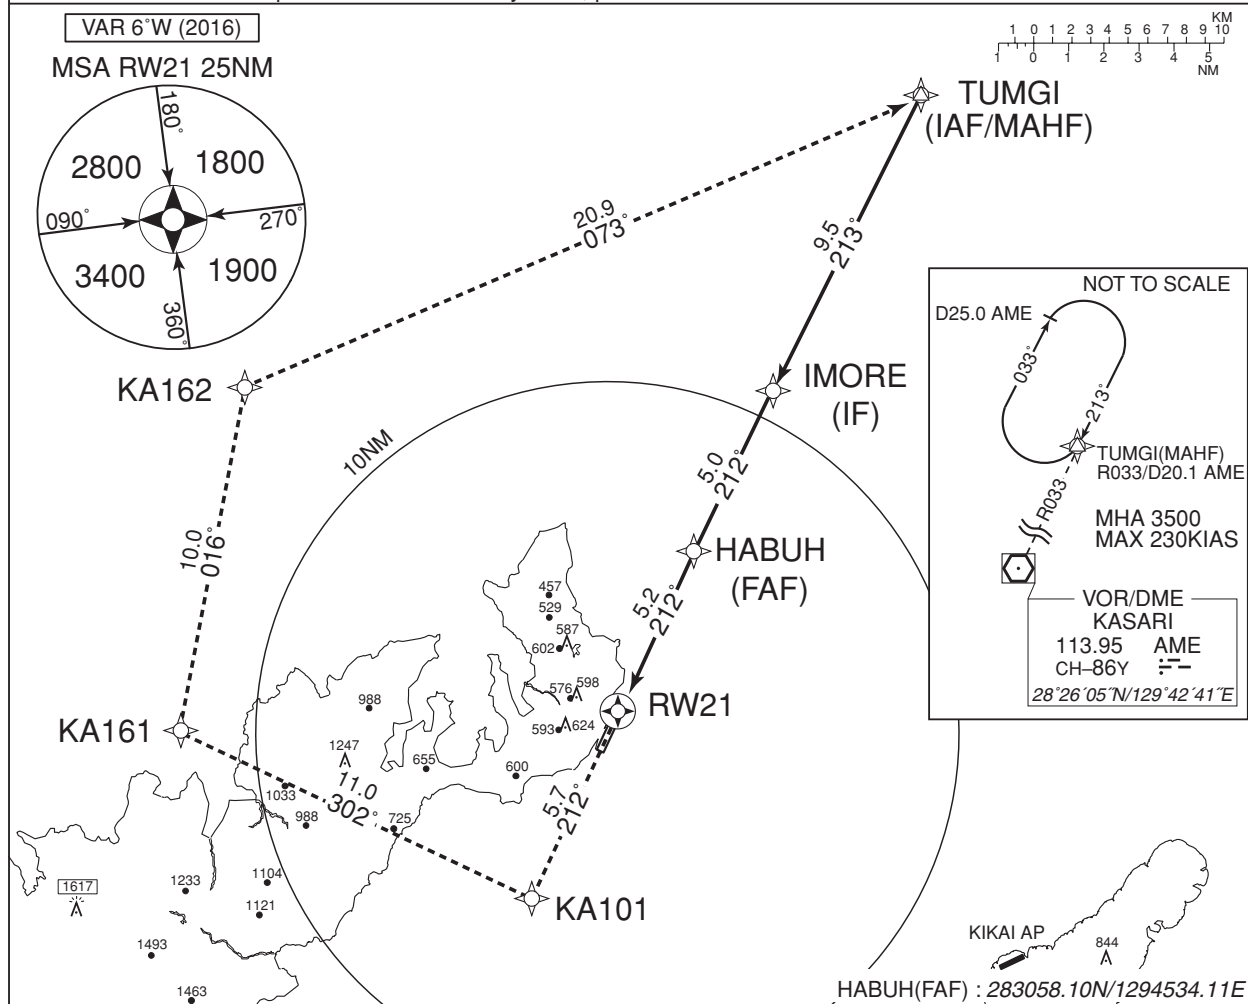 VAR 6°W (2016)
MSA RW21 25NM
180°
2800
1800
090°
270°
3400
1900
360°
1 0 1 2 3 4 5 6 7 8 9 10
KM
1 0 1 2 3 4 5
NM
TUMGI
(IAF/MAHF)
20.9
073°
9.5
213°
KA162
IMORE
(IF)
10NM
5.0
212°
10.0
016°
HABUH
(FAF)
5.2
212°
457
529
587
602
576
598
593
624
RW21
988
KA161
1247
655
600
11.0
302°
1033
988
725
5.7
212°
1617
1233
1104
1121
KA101
1493
1463
NOT TO SCALE
D25.0 AME
033°
213°
TUMGI(MAHF)
R033/D20.1 AME
R033
MHA 3500
MAX 230KIAS
VOR/DME
KASARI
113.95 AME
CH–86Y
28°26´05˝N/129°42´41˝E
KIKAI AP
844
HABUH(FAF) : 283058.10N/1294534.11E